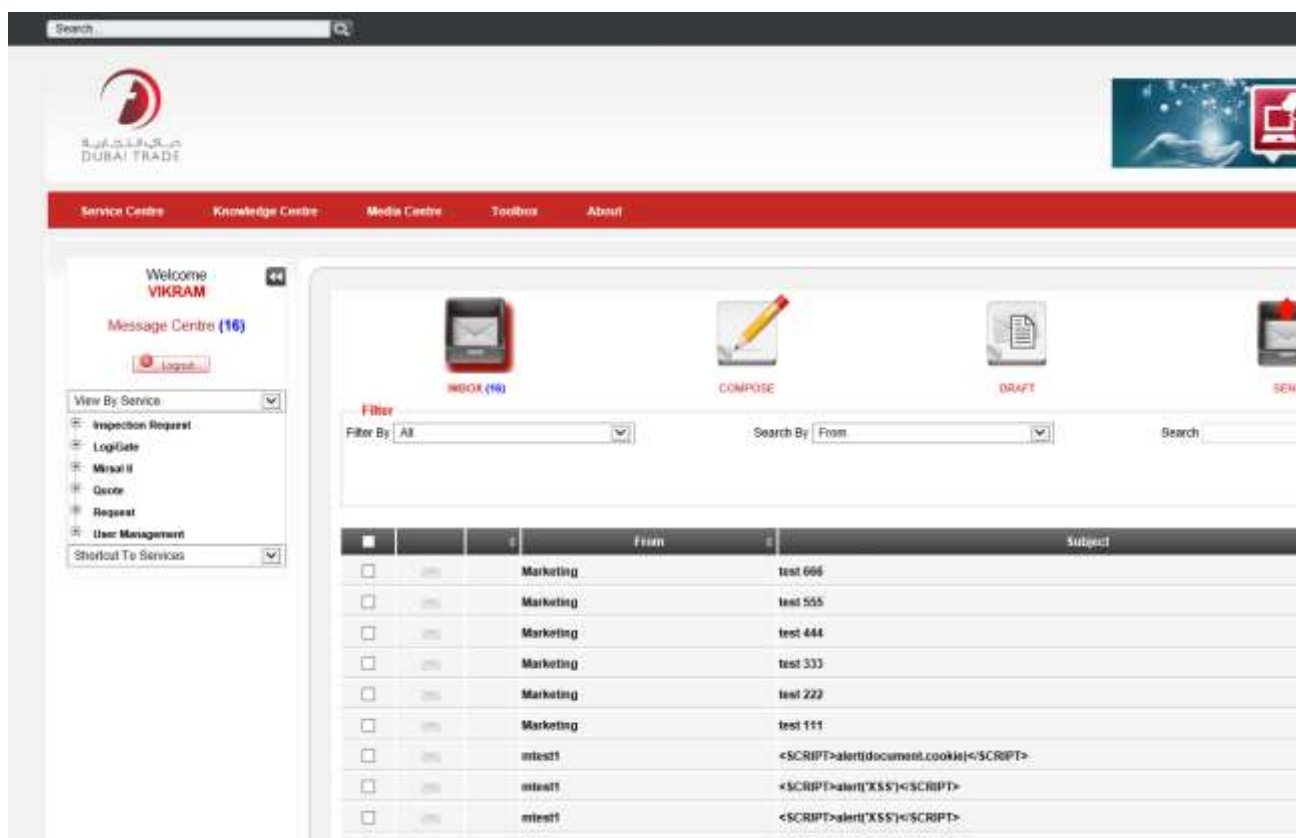 Search...
دبي التجارية
DUBAI TRADE
Service Centre Knowledge Centre Media Centre Toolbox About
Welcome
VIKRAM
Message Centre (16)
Logout...
View By Service
Inspection Request
LogiGate
Mirsal II
Quote
Request
User Management
Shortcut To Services
INBOX (16) COMPOSE DRAFT SEN
Filter
Filter By All Search By From Search
From Subject
Marketing test 666
Marketing test 555
Marketing test 444
Marketing test 333
Marketing test 222
Marketing test 111
mtest1 <SCRIPT>alert(document.cookie)</SCRIPT>
mtest1 <SCRIPT>alert('XSS')</SCRIPT>
mtest1 <SCRIPT>alert('XSS')</SCRIPT>